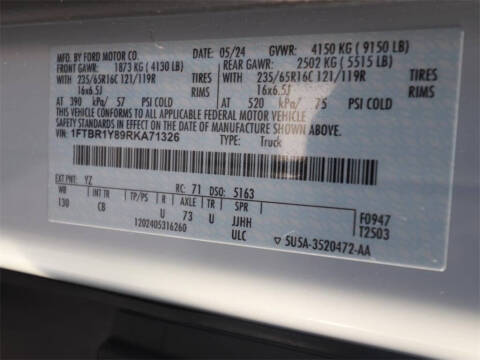 MFD. BY FORD MOTOR CO. 05/24 GVWR: 4150 KG ( 9150 LB)
FRONT GAWR: 1873 KG ( 4130 LB) REAR GAWR: 2502 KG ( 5515 LB)
WITH 235/65R16C 121/119R TIRES WITH 235/65R16C 121/119R TIRES
16x6.5J RIMS 16x6.5J RIMS
AT 390 kPa/ 57 PSI COLD AT 520 kPa/ 75 PSI COLD
THIS VEHICLE CONFORMS TO ALL APPLICABLE FEDERAL MOTOR VEHICLE
SAFETY STANDARDS IN EFFECT ON THE DATE OF MANUFACTURE SHOWN ABOVE.
VIN: 1FTBR1Y89RKA71326 TYPE: Truck
EXT PNT: YZ RC: 71 DSO: 5163
WB INT TR TP/PS R AXLE TR SPR F0947
130 CB U 73 U JJHH T2503
1202405316260 ULC ▽ 5U5A-3520472-AA